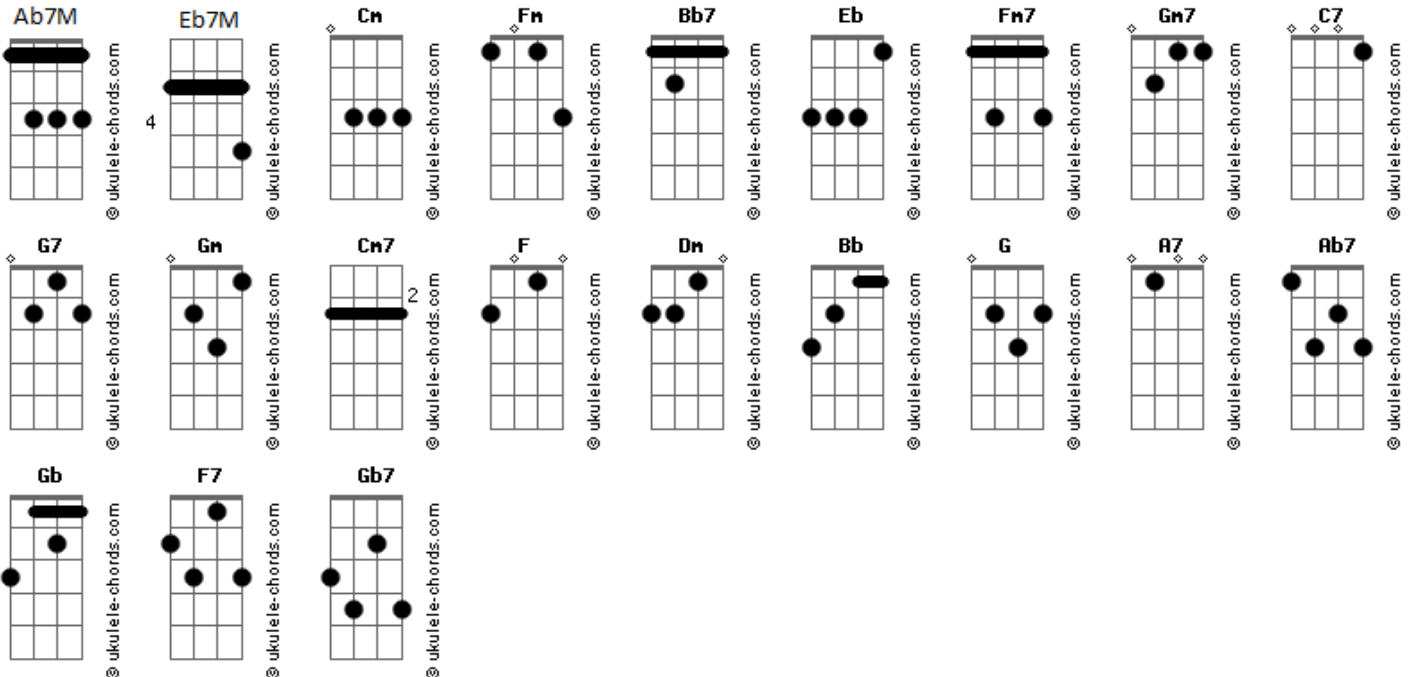 Ab7M Eb7M Cm Fm Bb7 Eb Fm7 Gm7 C7
4
© ukulele-chords.com © ukulele-chords.com © ukulele-chords.com © ukulele-chords.com © ukulele-chords.com © ukulele-chords.com © ukulele-chords.com © ukulele-chords.com © ukulele-chords.com
G7 Gm Cm7 F Dm Bb G A7 Ab7
2
© ukulele-chords.com © ukulele-chords.com © ukulele-chords.com © ukulele-chords.com © ukulele-chords.com © ukulele-chords.com © ukulele-chords.com © ukulele-chords.com © ukulele-chords.com
Gb F7 Gb7
© ukulele-chords.com © ukulele-chords.com © ukulele-chords.com